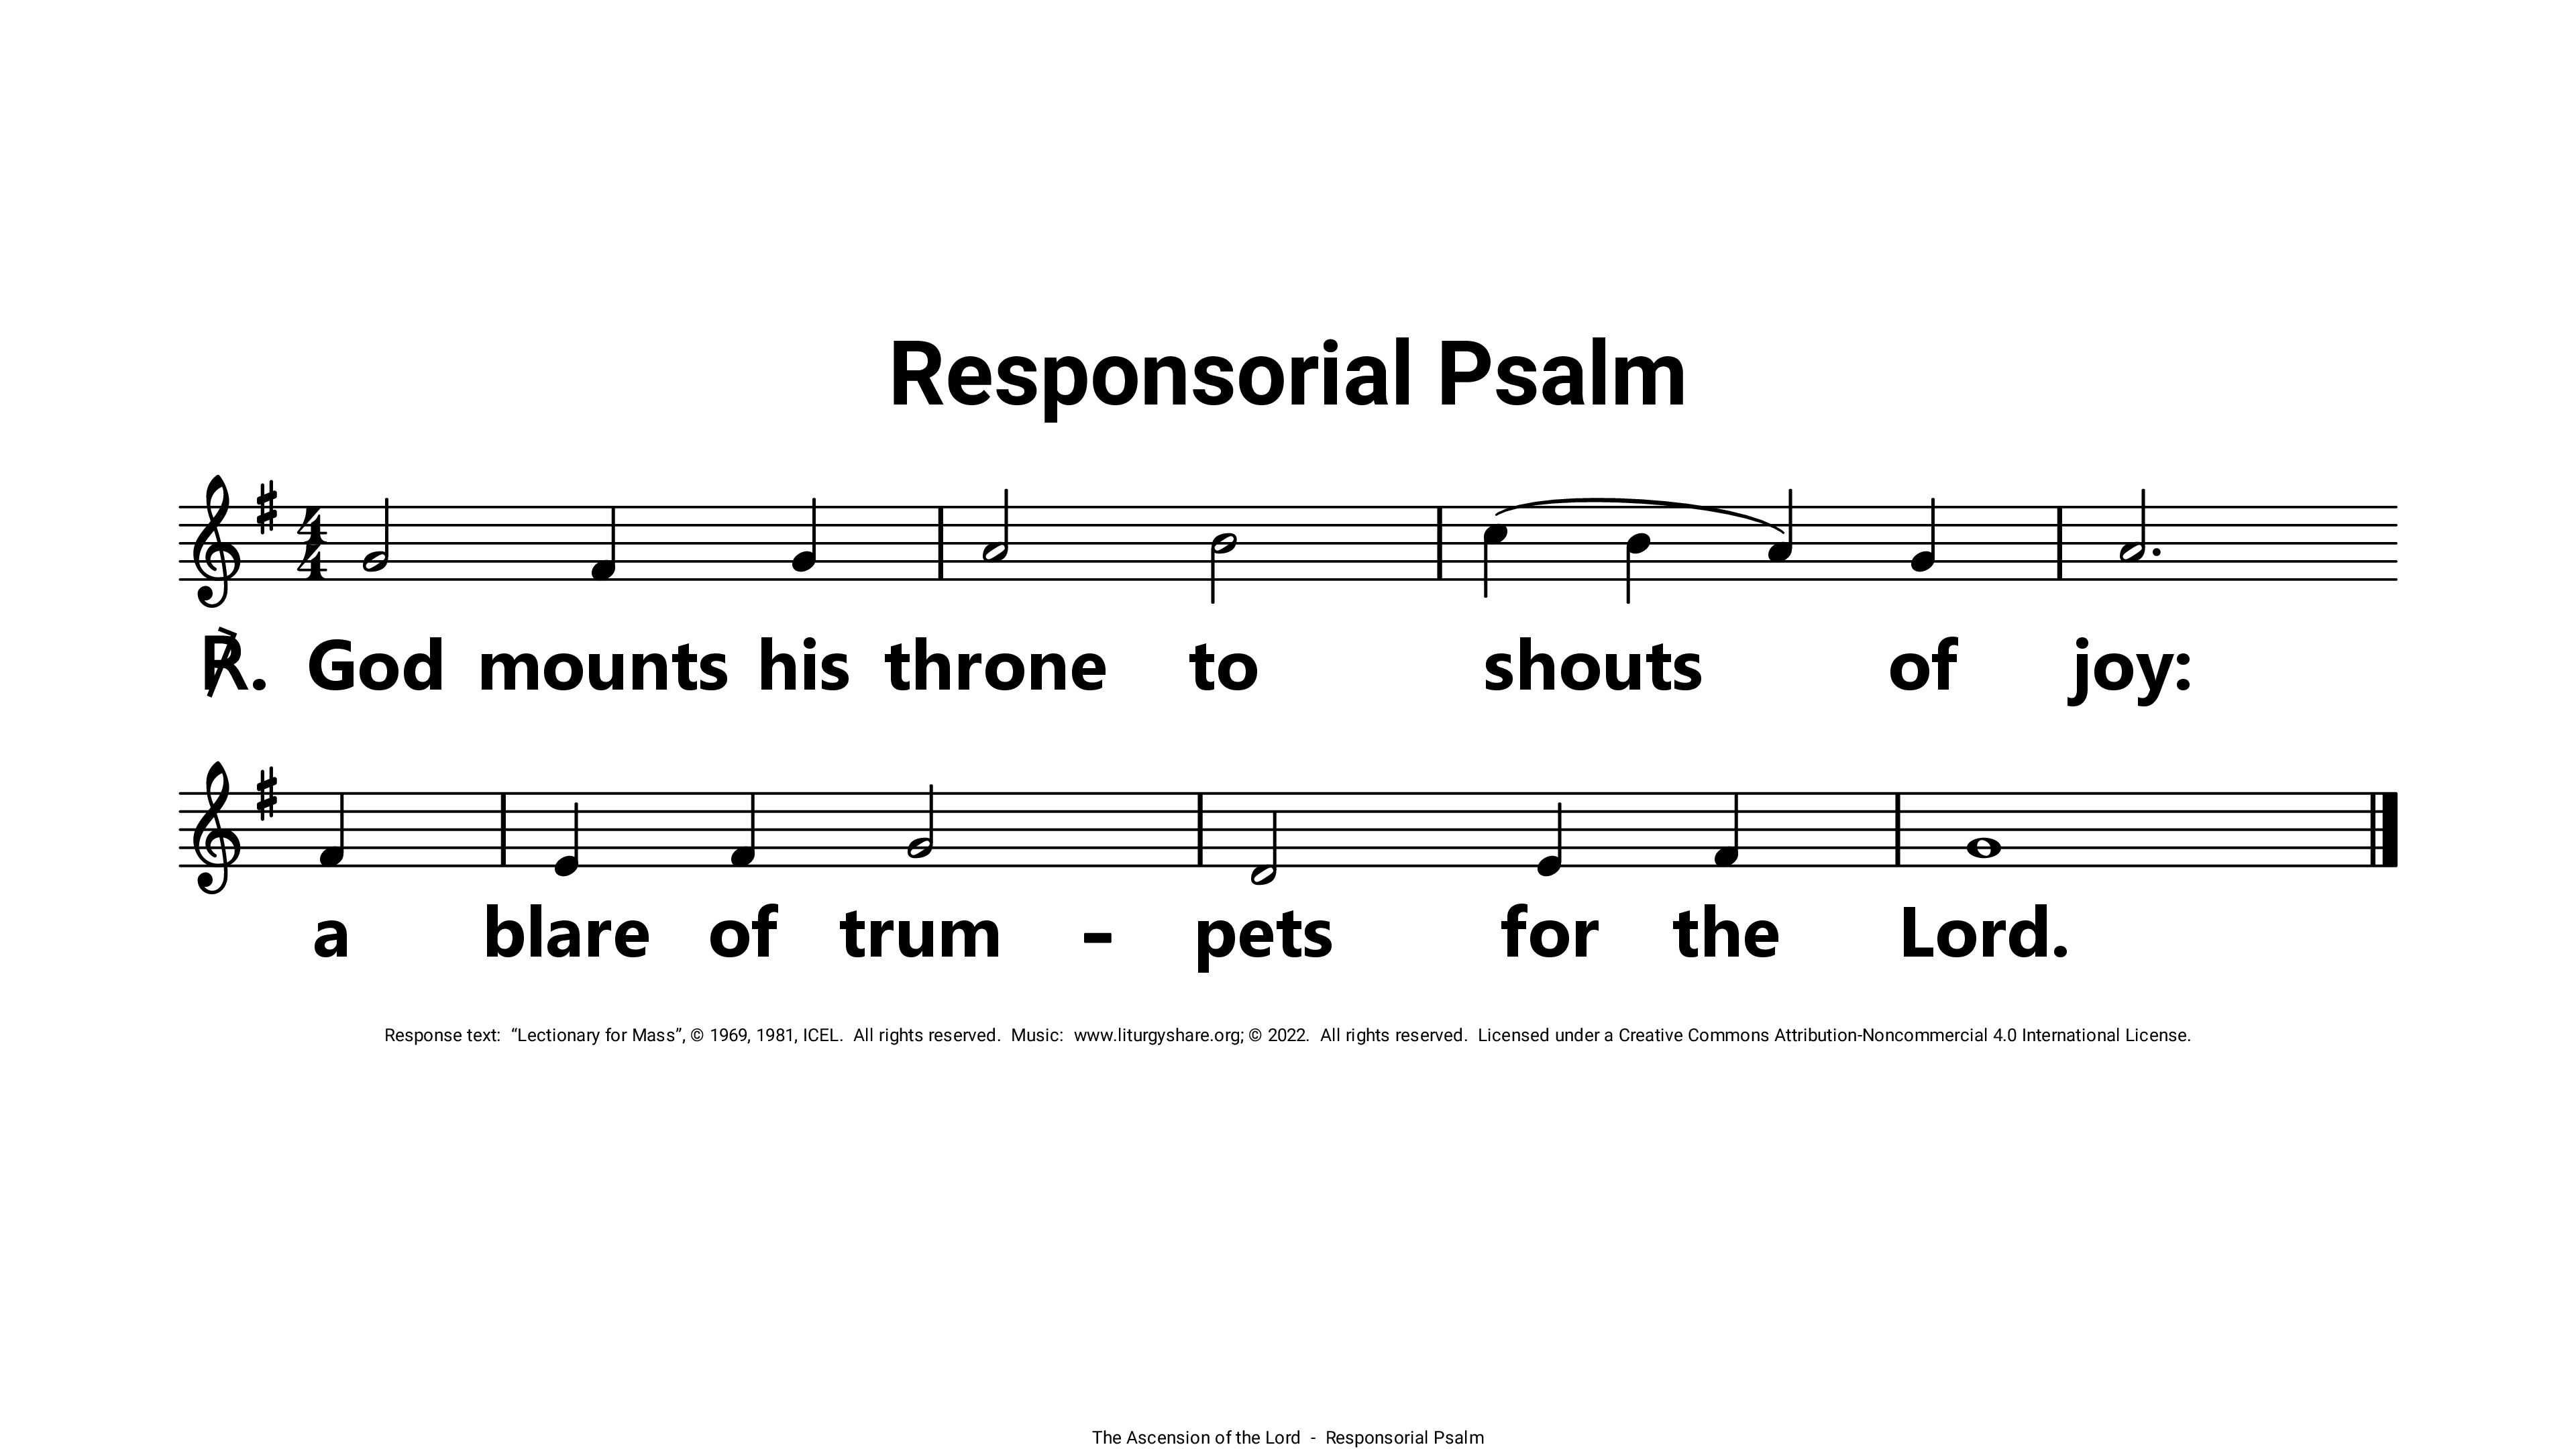 Responsorial Psalm
℟. God mounts his throne to shouts of joy:
a blare of trum - pets for the Lord.
Response text: “Lectionary for Mass”, © 1969, 1981, ICEL. All rights reserved. Music: www.liturgyshare.org; © 2022. All rights reserved. Licensed under a Creative Commons Attribution-Noncommercial 4.0 International License.
The Ascension of the Lord - Responsorial Psalm